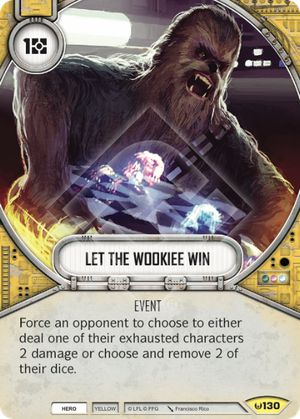 1
LET THE WOOKIEE WIN
EVENT
Force an opponent to choose to either
deal one of their exhausted characters
2 damage or choose and remove 2 of
their dice.
HERO YELLOW © LFL © FFG Francisco Rico 130